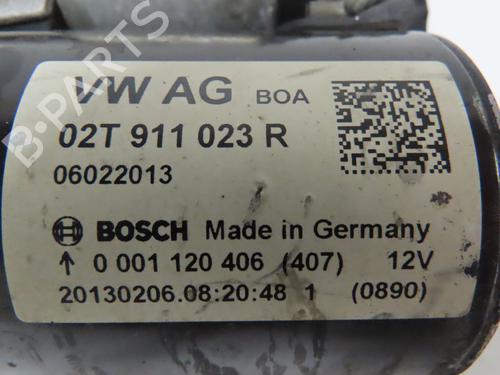 VW AG BOA
02T 911 023 R
06022013
BOSCH Made in Germany
↑ 0 001 120 406 (407) 12V
20130206.08:20:48 1 (0890)
B-PARTS